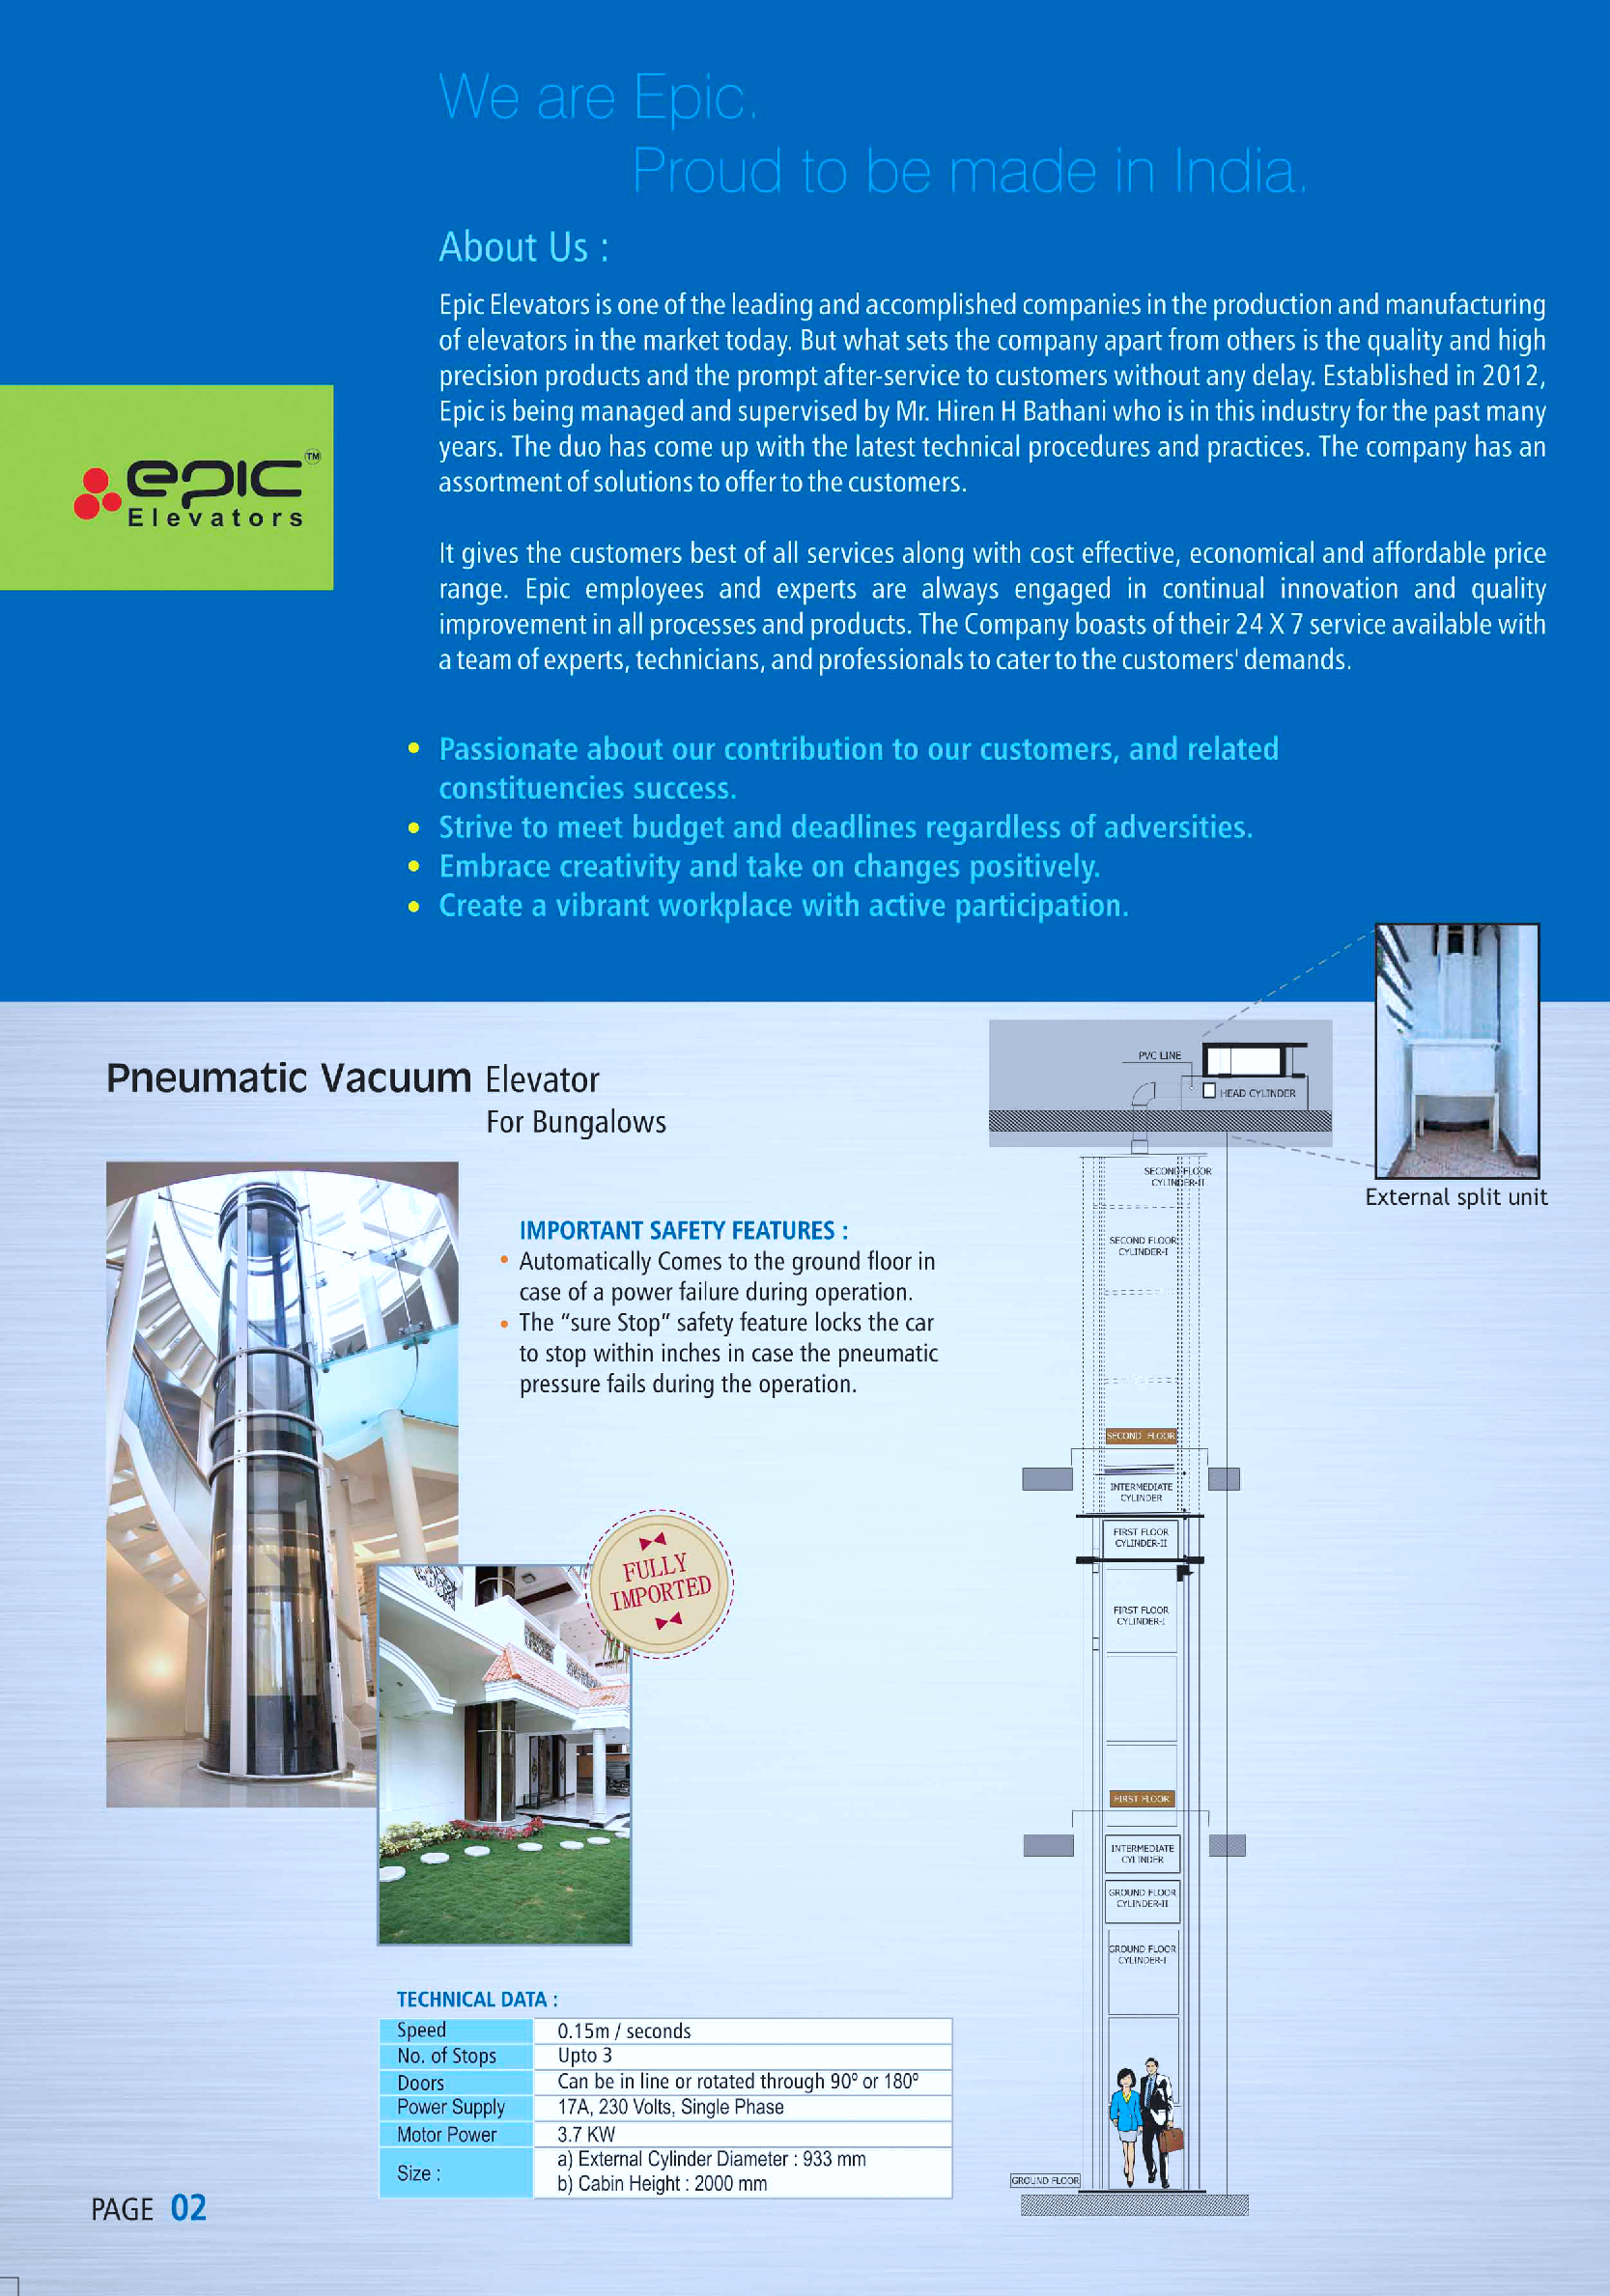 We are Epic.
Proud to be made in India.
About Us :
Epic Elevators is one of the leading and accomplished companies in the production and manufacturing
of elevators in the market today. But what sets the company apart from others is the quality and high
precision products and the prompt after-service to customers without any delay. Established in 2012,
Epic is being managed and supervised by Mr. Hiren H Bathani who is in this industry for the past many
years. The duo has come up with the latest technical procedures and practices. The company has an
assortment of solutions to offer to the customers.
epic™
Elevators
It gives the customers best of all services along with cost effective, economical and affordable price
range. Epic employees and experts are always engaged in continual innovation and quality
improvement in all processes and products. The Company boasts of their 24 X 7 service available with
a team of experts, technicians, and professionals to cater to the customers' demands.
• Passionate about our contribution to our customers, and related
constituencies success.
• Strive to meet budget and deadlines regardless of adversities.
• Embrace creativity and take on changes positively.
• Create a vibrant workplace with active participation.
Pneumatic Vacuum Elevator
For Bungalows
IMPORTANT SAFETY FEATURES :
• Automatically Comes to the ground floor in
case of a power failure during operation.
• The “sure Stop” safety feature locks the car
to stop within inches in case the pneumatic
pressure fails during the operation.
FULLY
IMPORTED
PVC LINE
HEAD CYLINDER
External split unit
SECOND FLOOR
CYLINDER-II
SECOND FLOOR
CYLINDER-I
SECOND FLOOR
INTERMEDIATE
CYLINDER
FIRST FLOOR
CYLINDER-II
FIRST FLOOR
CYLINDER-I
FIRST FLOOR
INTERMEDIATE
CYLINDER
GROUND FLOOR
CYLINDER-II
GROUND FLOOR
CYLINDER-I
GROUND FLOOR
TECHNICAL DATA :
Speed 0.15m / seconds
No. of Stops Upto 3
Doors Can be in line or rotated through 90º or 180º
Power Supply 17A, 230 Volts, Single Phase
Motor Power 3.7 KW
Size : a) External Cylinder Diameter : 933 mm
b) Cabin Height : 2000 mm
PAGE 02